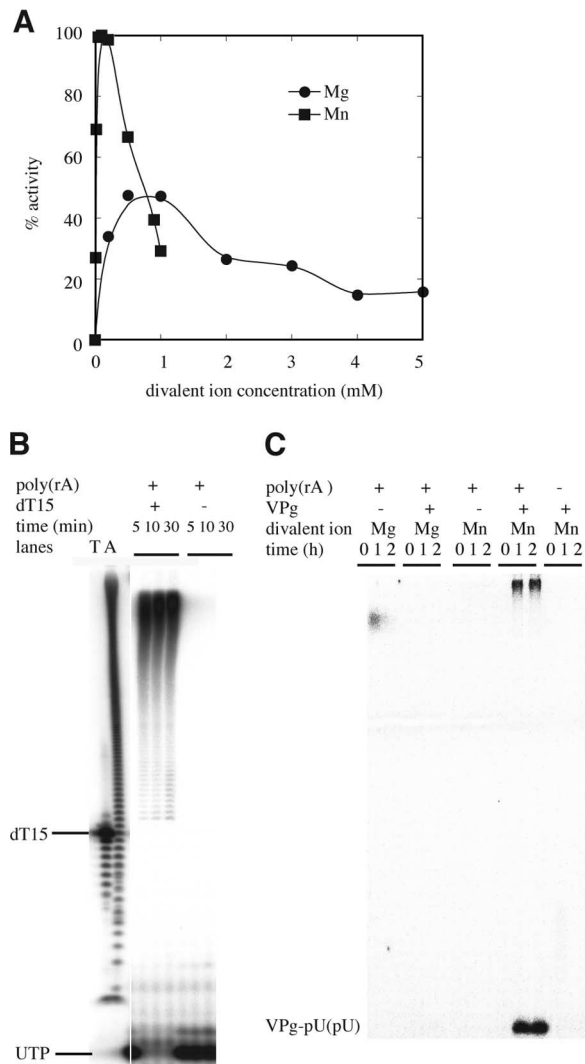 A
100
80
60
40
20
0
% activity
Mg
Mn
0 1 2 3 4 5
divalent ion concentration (mM)
B
poly(rA) + +
dT15 + -
time (min) 5 10 30 5 10 30
lanes T A
dT15
UTP
C
poly(rA) + + + + -
VPg - + - + +
divalent ion Mg Mg Mn Mn Mn
time (h) 0 1 2 0 1 2 0 1 2 0 1 2 0 1 2
VPg-pU(pU)